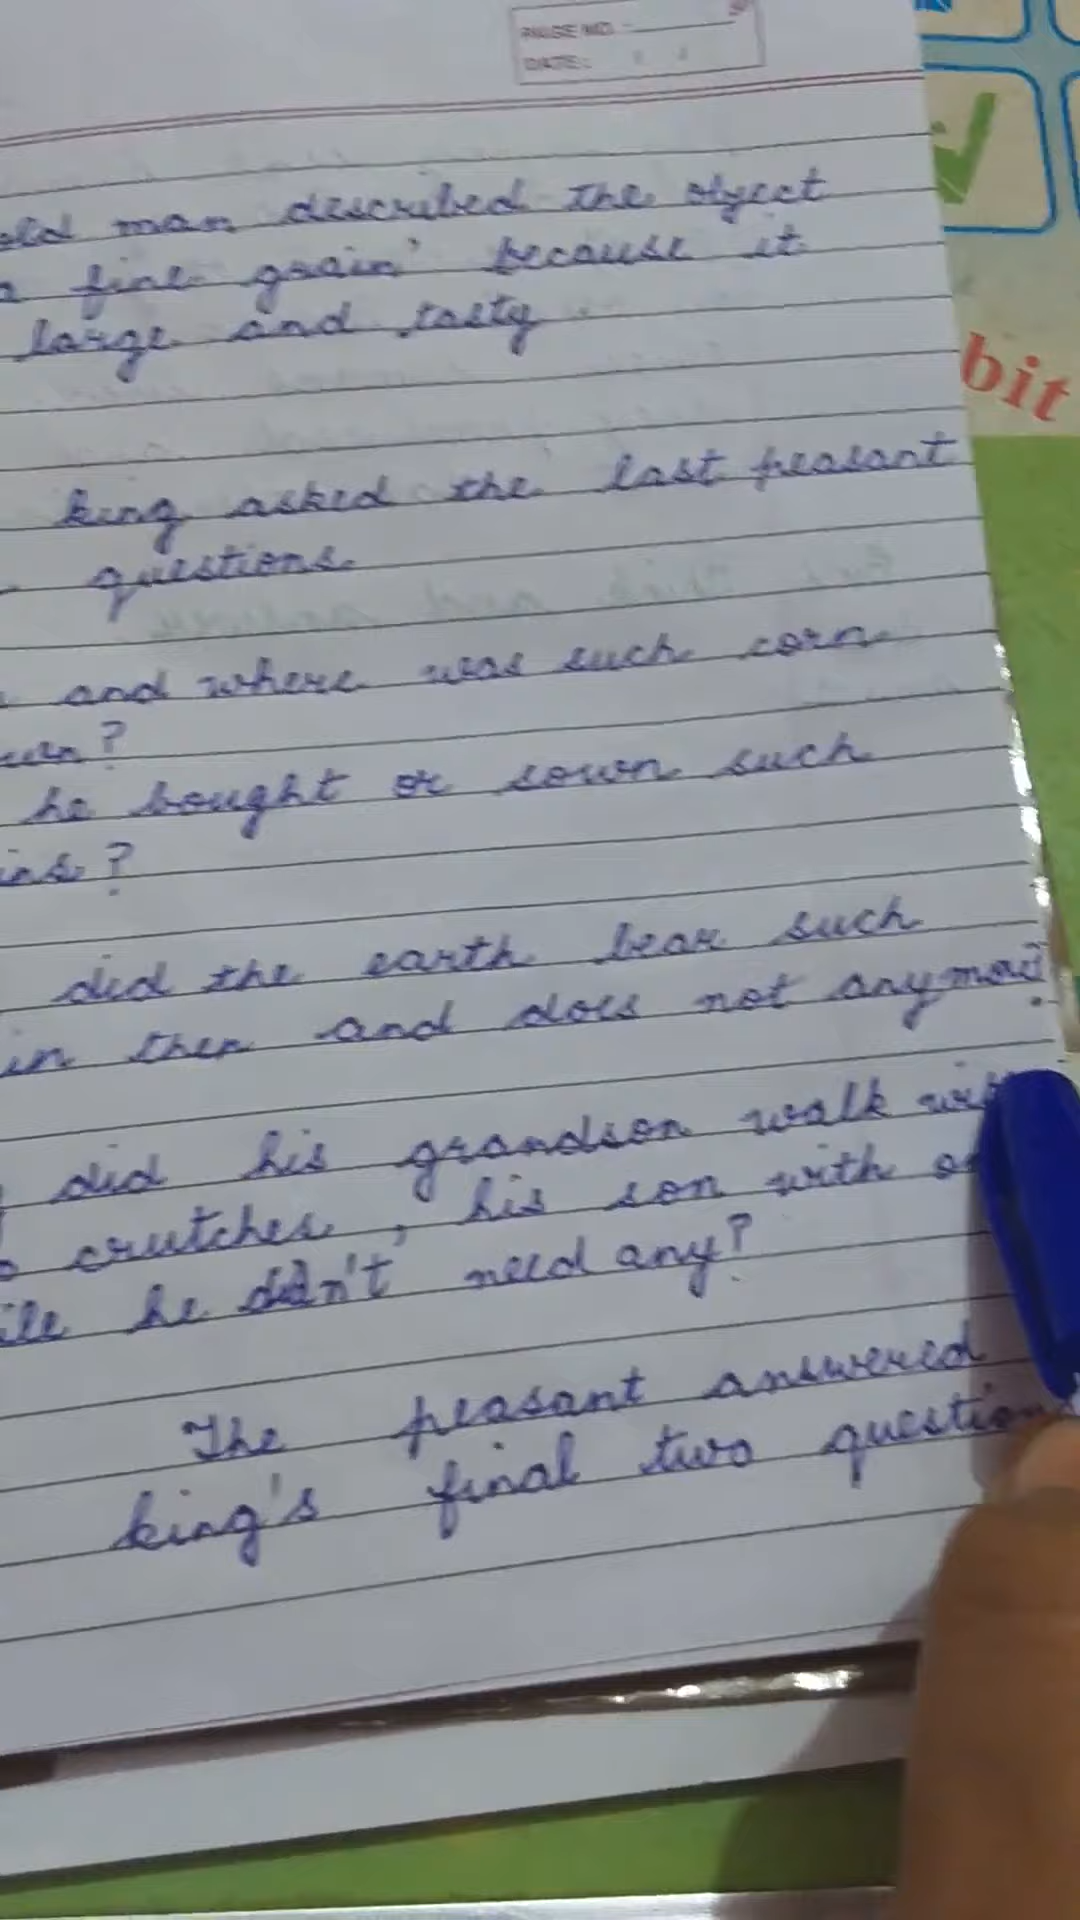 PAGE NO.
DATE:
old man described the object
a fine grain' because it
large and tasty
bit
king asked the last peasant
questions.
and where was such corn
he bought or sown such
?
did the earth bear such
then and does not anymore
did his grandson walk with
crutches, his son with
he didn't need any?
The peasant answered
king's final two question